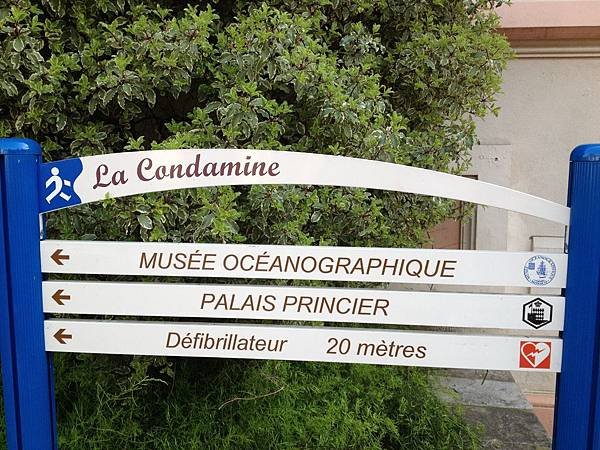 La Condamine
MUSÉE OCÉANOGRAPHIQUE
PALAIS PRINCIER
Défibrillateur 20 mètres